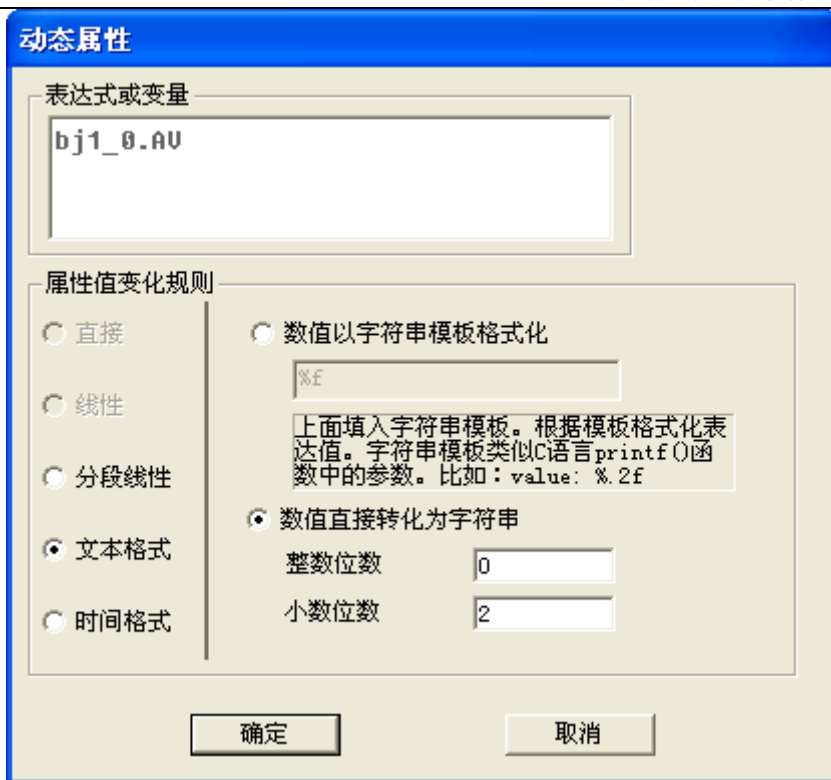 动态属性
表达式或变量
bj1_0.AV
属性值变化规则
直接
数值以字符串模板格式化
%f
线性
上面填入字符串模板。根据模板格式化表
达值。字符串模板类似C语言printf()函
数中的参数。比如：value: %.2f
分段线性
数值直接转化为字符串
文本格式
整数位数
0
小数位数
2
时间格式
确定
取消